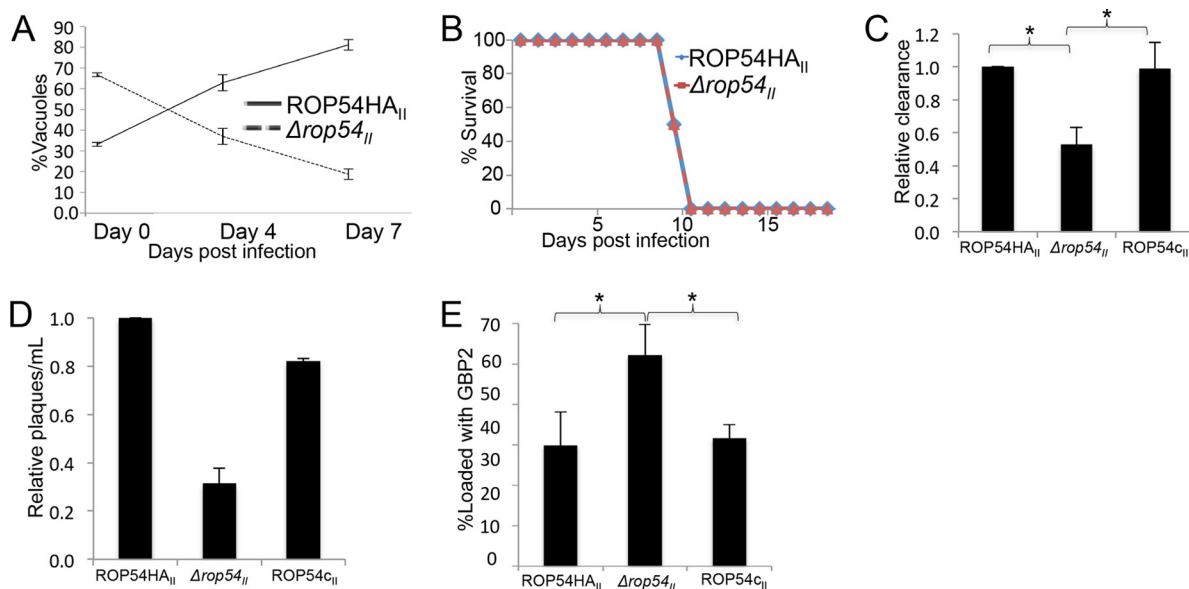 A
%Vacuoles
90
80
70
60
50
40
30
20
10
0.0
ROP54HAII
Δrop54II
Day 0
Day 4
Day 7
Days post infection
B
% Survival
100
80
60
40
20
0
ROP54HAII
Δrop54II
5
10
15
Days post infection
C
Relative clearance
1.2
1.0
0.8
0.6
0.4
0.2
0.0
*
*
ROP54HAII
Δrop54II
ROP54cII
D
Relative plaques/mL
1.0
0.8
0.6
0.4
0.2
0.0
ROP54HAII
Δrop54II
ROP54cII
E
%Loaded with GBP2
70
60
50
40
30
20
10
0
*
*
ROP54HAII
Δrop54II
ROP54cII